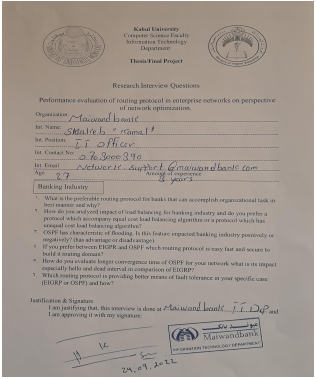 Kabul University
Computer Science Faculty
Information Technology
Department
Thesis/Final Project
Research Interview Questions
Performance evaluation of routing protocol in enterprise networks on perspective
of network optimization.
Organization: Maiwand bank
Int. Name: "Kamal"
Int. Position: IT officer
Int. Contact No:
Int. Email Network-support@maiwandbank.com
Age 27 Amount of experience
3 years
Banking Industry
What is the preferable routing protocol for banks that can accomplish organization task in
best manner and why?
How do you analyzed impact of load balancing for banking industry and do you prefer a
protocol which accompany equal cost load balancing algorithm or a protocol which has
unequal cost load balancing algorithm?
OSPF has characteristic of flooding. Is this feature impacted banking industry positively or
negatively? (has advantage or disadvantage).
If you prefer between EIGRP and OSPF which routing protocol is easy fast and secure to
build it routing domain?
How do you evaluate longer convergence time of OSPF for your network what is its impact
especially hello and dead interval in comparison of EIGRP?
Which routing protocol is providing better means of fault tolerance in your specific case
(EIGRP or OSPF) and how?
Justification & Signature
I am justifying that, this interview is done at Maiwand bank IT Dep and
I am approving it with my signature:
Maiwandbank
INFORMATION TECHNOLOGY DEPARTMENT
24.09.2022